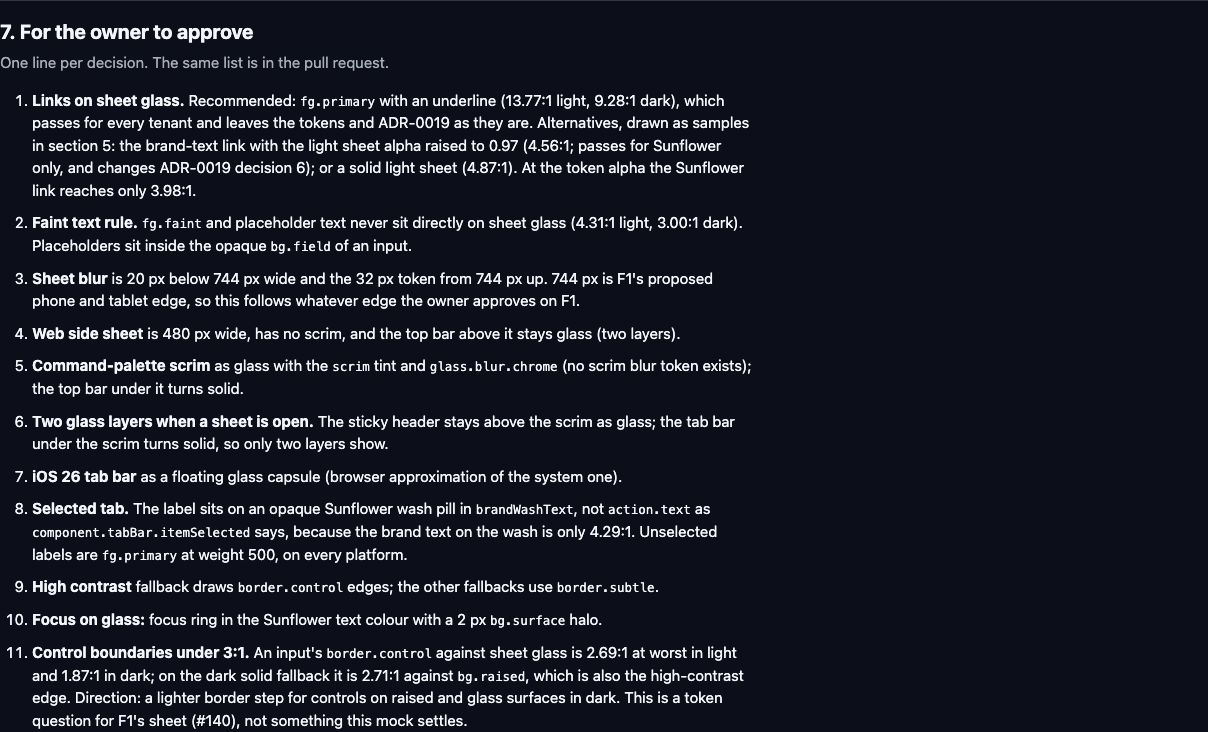 7. For the owner to approve
One line per decision. The same list is in the pull request.
1. Links on sheet glass. Recommended: fg.primary with an underline (13.77:1 light, 9.28:1 dark), which
passes for every tenant and leaves the tokens and ADR-0019 as they are. Alternatives, drawn as samples
in section 5: the brand-text link with the light sheet alpha raised to 0.97 (4.56:1; passes for Sunflower
only, and changes ADR-0019 decision 6); or a solid light sheet (4.87:1). At the token alpha the Sunflower
link reaches only 3.98:1.
2. Faint text rule. fg.faint and placeholder text never sit directly on sheet glass (4.31:1 light, 3.00:1 dark).
Placeholders sit inside the opaque bg.field of an input.
3. Sheet blur is 20 px below 744 px wide and the 32 px token from 744 px up. 744 px is F1's proposed
phone and tablet edge, so this follows whatever edge the owner approves on F1.
4. Web side sheet is 480 px wide, has no scrim, and the top bar above it stays glass (two layers).
5. Command-palette scrim as glass with the scrim tint and glass.blur.chrome (no scrim blur token exists);
the top bar under it turns solid.
6. Two glass layers when a sheet is open. The sticky header stays above the scrim as glass; the tab bar
under the scrim turns solid, so only two layers show.
7. iOS 26 tab bar as a floating glass capsule (browser approximation of the system one).
8. Selected tab. The label sits on an opaque Sunflower wash pill in brandWashText, not action.text as
component.tabBar.itemSelected says, because the brand text on the wash is only 4.29:1. Unselected
labels are fg.primary at weight 500, on every platform.
9. High contrast fallback draws border.control edges; the other fallbacks use border.subtle.
10. Focus on glass: focus ring in the Sunflower text colour with a 2 px bg.surface halo.
11. Control boundaries under 3:1. An input's border.control against sheet glass is 2.69:1 at worst in light
and 1.87:1 in dark; on the dark solid fallback it is 2.71:1 against bg.raised, which is also the high-contrast
edge. Direction: a lighter border step for controls on raised and glass surfaces in dark. This is a token
question for F1's sheet (#140), not something this mock settles.